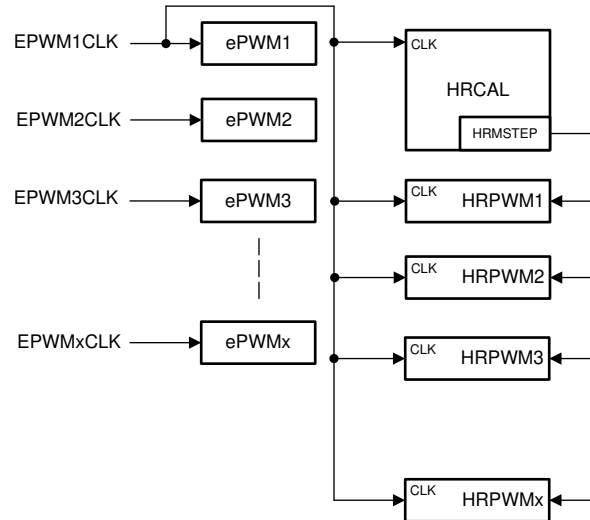 EPWM1CLK
ePWM1
CLK
HRCAL
HRMSTEP
EPWM2CLK
ePWM2
EPWM3CLK
ePWM3
CLK
HRPWM1
CLK
HRPWM2
EPWMxCLK
ePWMx
CLK
HRPWM3
CLK
HRPWMx